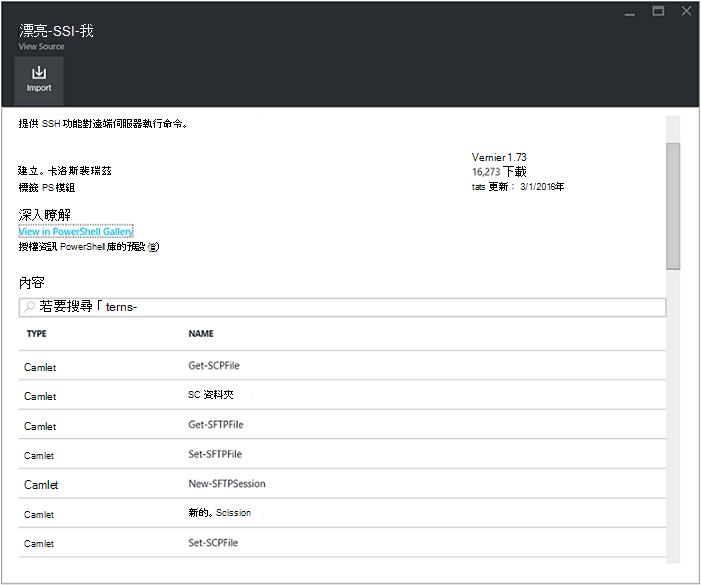 漂亮-SSI-我
View Source
Import
提供 SSH 功能對遠端伺服器執行命令。
建立。卡洛斯裴瑞茲
標籤 PS 模組
Vernier 1.73
16,273 下載
tats 更新： 3/1/2016年
深入瞭解
View in PowerShell Gallery
授權資訊 PowerShell 庫的預設 (產)
內容
若要搜尋「 terns-
TYPE NAME
Camlet Get-SCPFile
Camlet SC 資料夾
Camlet Get-SFTPFile
Camlet Set-SFTPFile
Camlet New-SFTPSession
Camlet 新的。Scission
Camlet Set-SCPFile